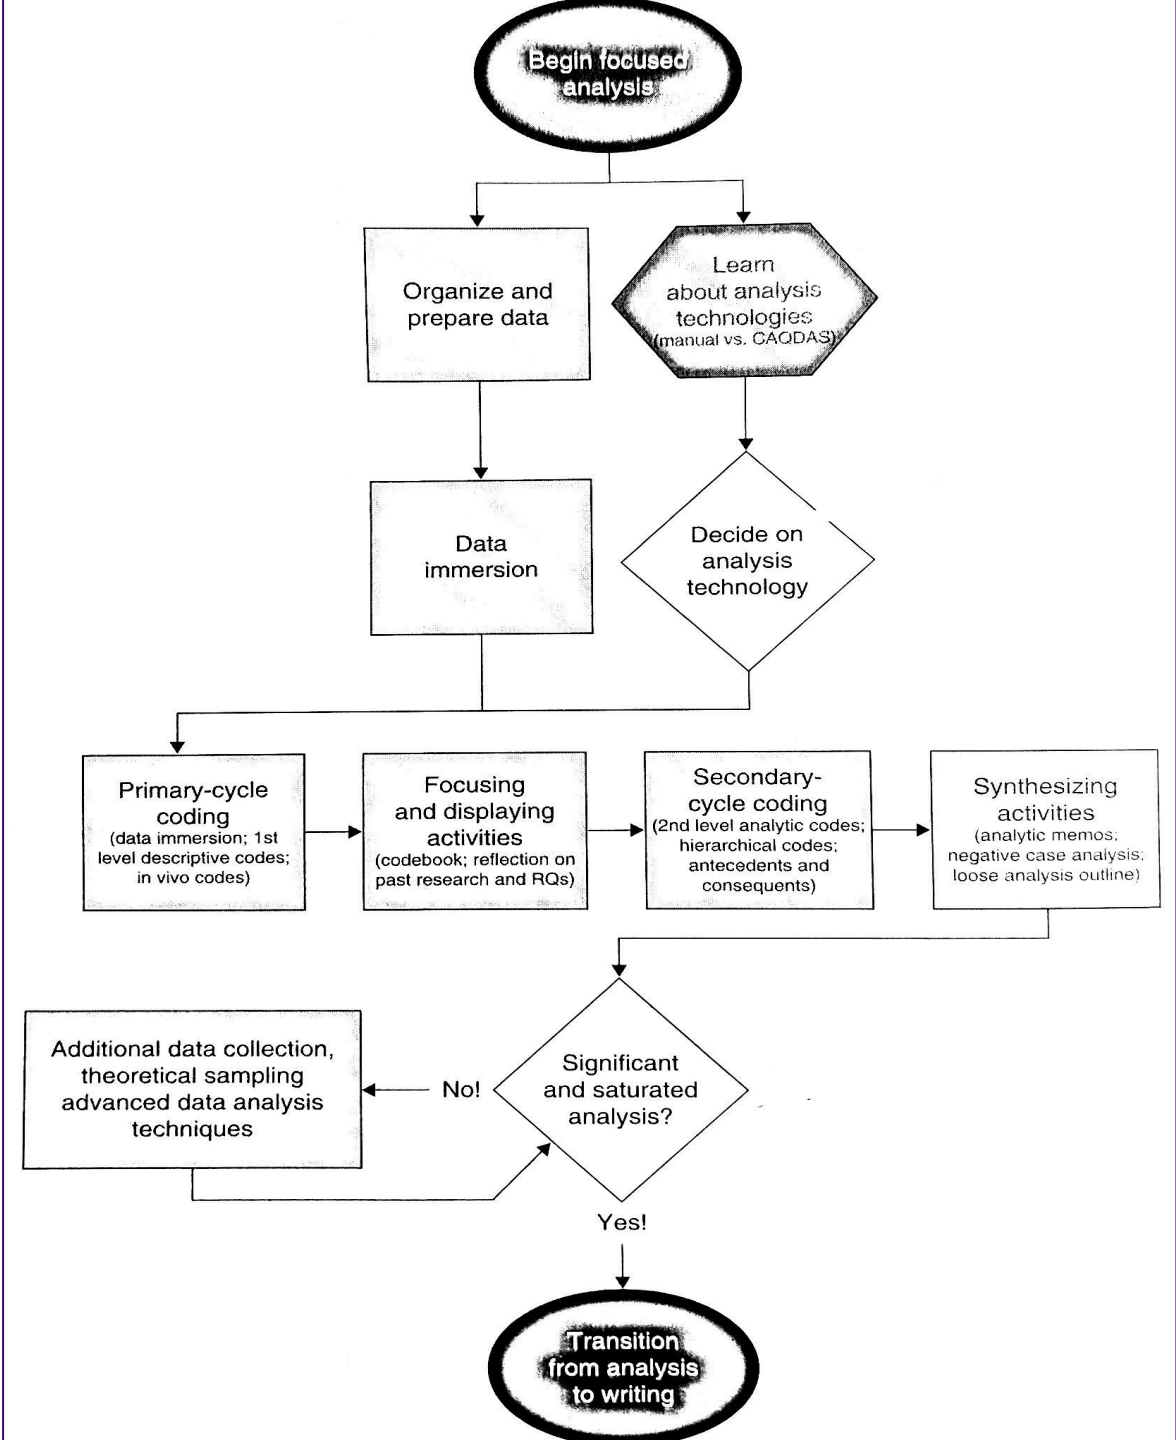 Begin focused
analysis
Organize and
prepare data
Learn
about analysis
technologies
(manual vs. CAQDAS)
Data
immersion
Decide on
analysis
technology
Primary-cycle
coding
(data immersion; 1st
level descriptive codes;
in vivo codes)
Focusing
and displaying
activities
(codebook; reflection on
past research and RQs)
Secondary-
cycle coding
(2nd level analytic codes;
hierarchical codes;
antecedents and
consequents)
Synthesizing
activities
(analytic memos;
negative case analysis;
loose analysis outline)
Additional data collection,
theoretical sampling
advanced data analysis
techniques
No!
Significant
and saturated
analysis?
Yes!
Transition
from analysis
to writing